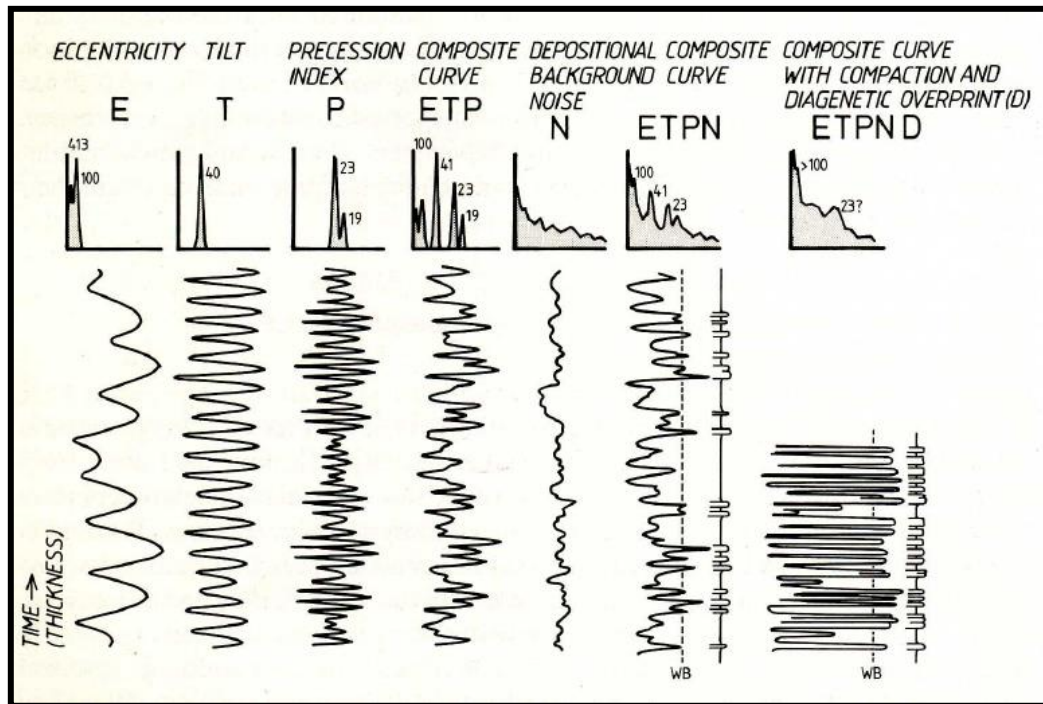 ECCENTRICITY TILT PRECESSION COMPOSITE DEPOSITIONAL COMPOSITE COMPOSITE CURVE
INDEX CURVE BACKGROUND CURVE WITH COMPACTION AND
NOISE DIAGENETIC OVERPRINT(D)
E T P ETP N ETPN ETPND
413
100
40
23
19
100
41
23
19
100
41
23
>100
23?
TIME →
(THICKNESS)
WB
WB